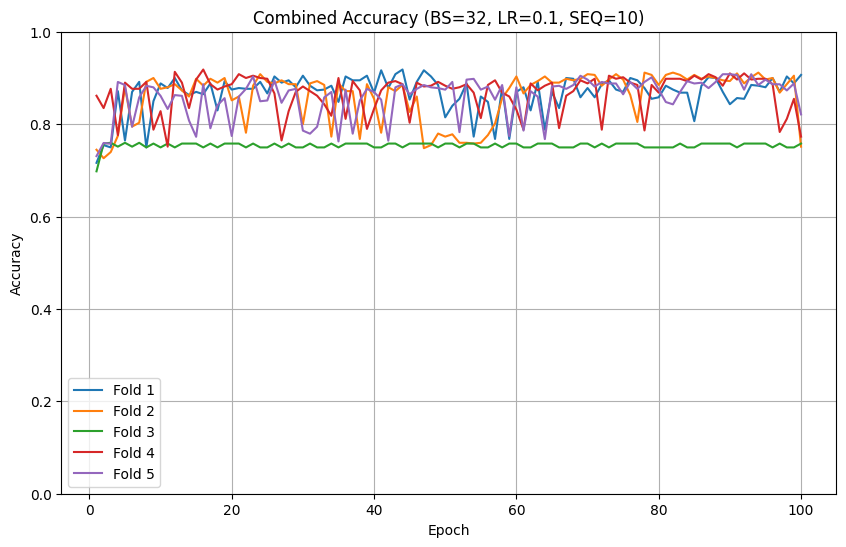 Combined Accuracy (BS=32, LR=0.1, SEQ=10)
1.0
0.8
0.6
0.4
0.2
0.0
Accuracy
Fold 1
Fold 2
Fold 3
Fold 4
Fold 5
0 20 40 60 80 100
Epoch